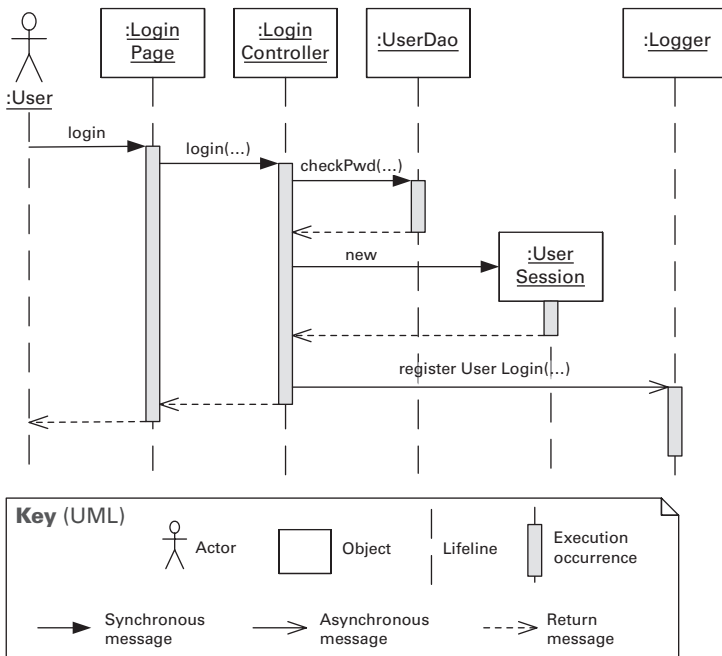 :Login
Page
:Login
Controller
:UserDao
:Logger
:User
login
login(...)
checkPwd(...)
new
:User
Session
register User Login(...)
Key (UML)
Actor
Object
Lifeline
Execution
occurrence
Synchronous
message
Asynchronous
message
Return
message